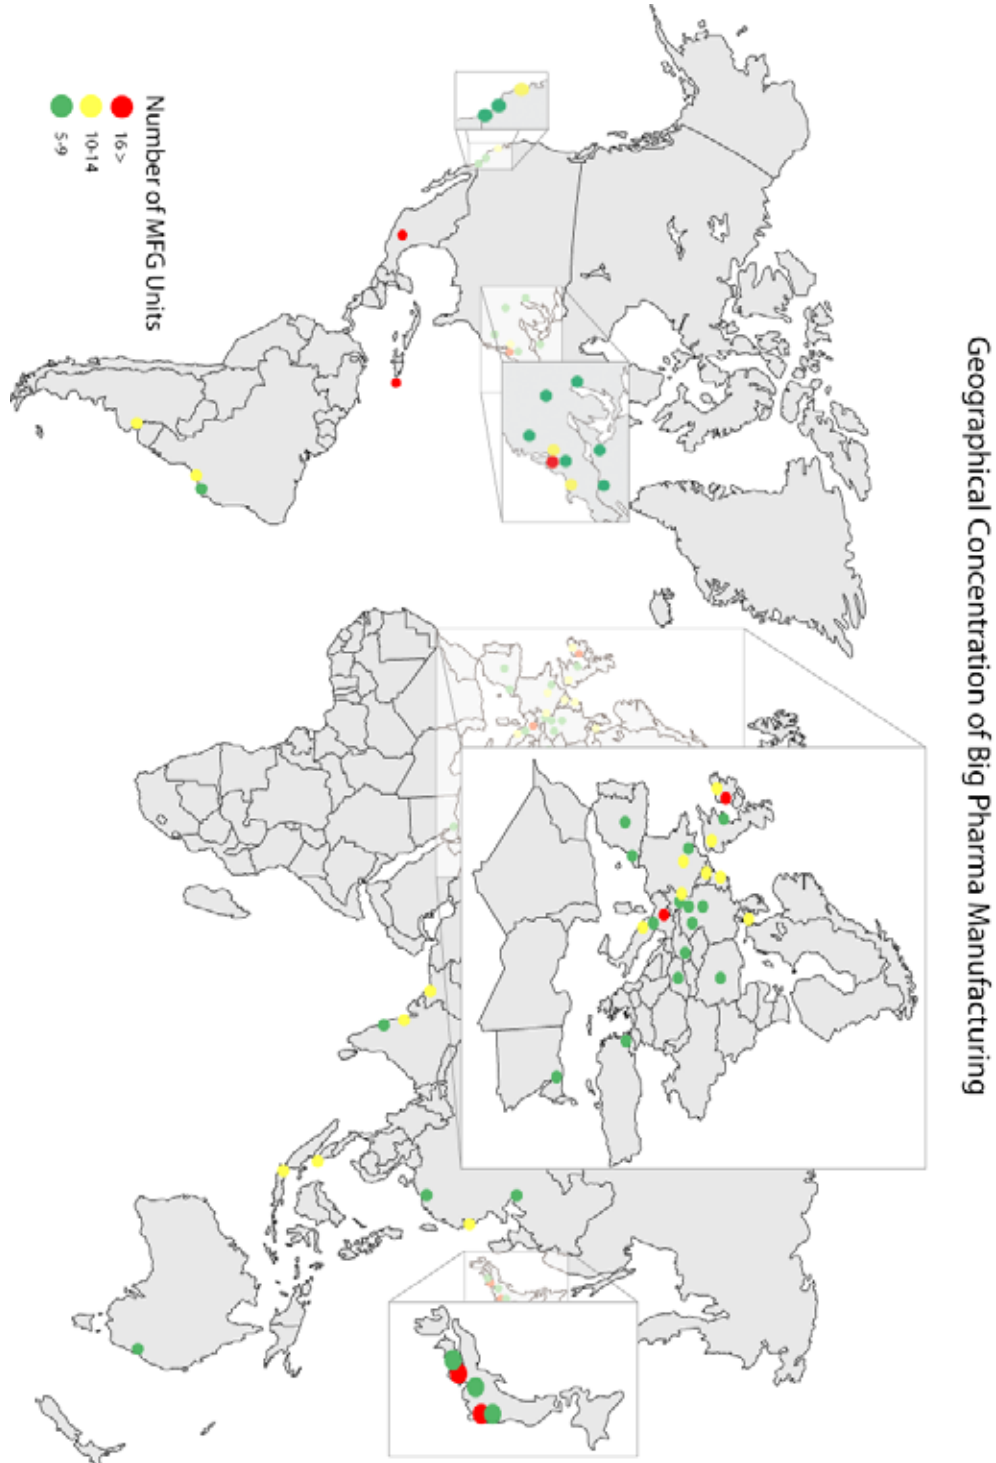 Geographical Concentration of Big Pharma Manufacturing
Number of MFG Units
16 >
10-14
5-9